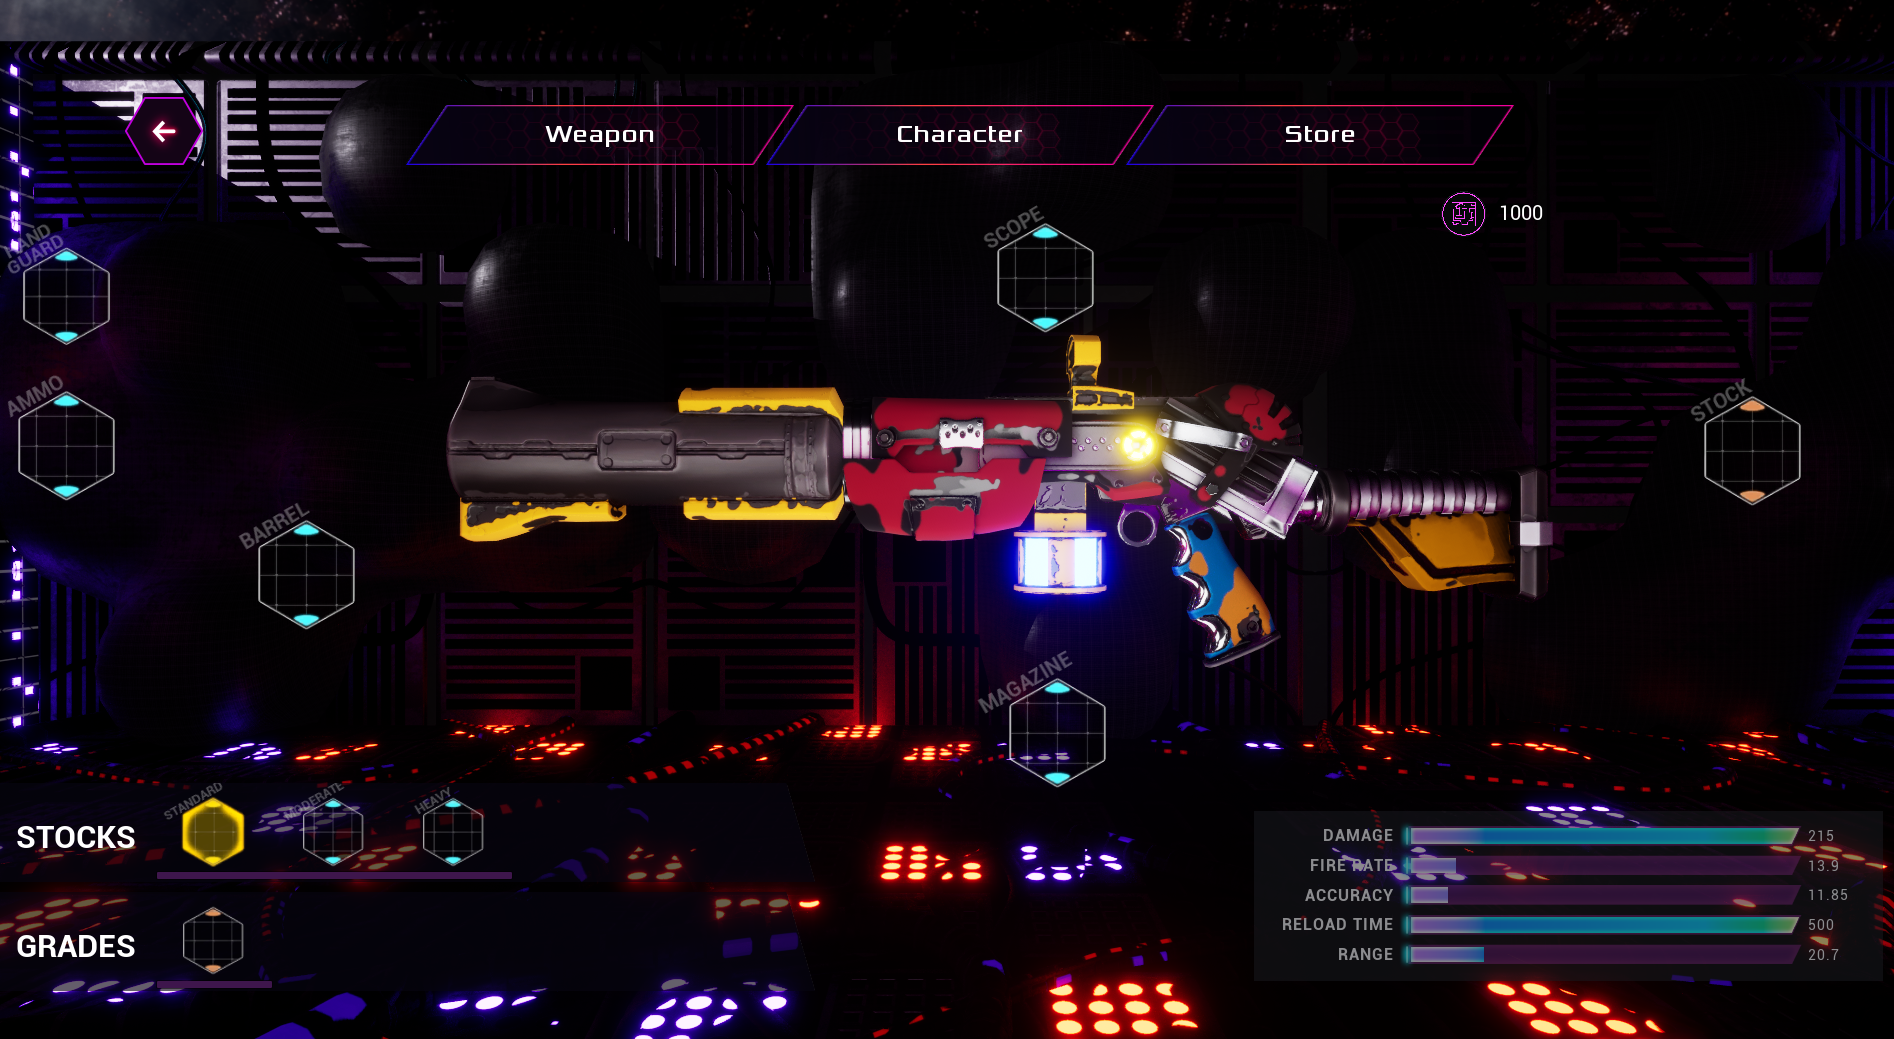 Weapon
Character
Store
1000
SCOPE
HAND
GUARD
AMMO
STOCK
BARREL
MAGAZINE
STOCKS
STANDARD
MODERATE
HEAVY
GRADES
DAMAGE 215
FIRE RATE 13.9
ACCURACY 11.85
RELOAD TIME 500
RANGE 20.7